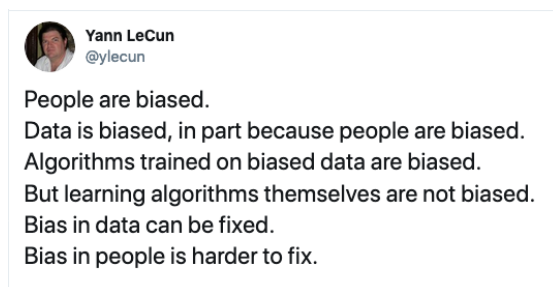 Yann LeCun
@ylecun
People are biased.
Data is biased, in part because people are biased.
Algorithms trained on biased data are biased.
But learning algorithms themselves are not biased.
Bias in data can be fixed.
Bias in people is harder to fix.